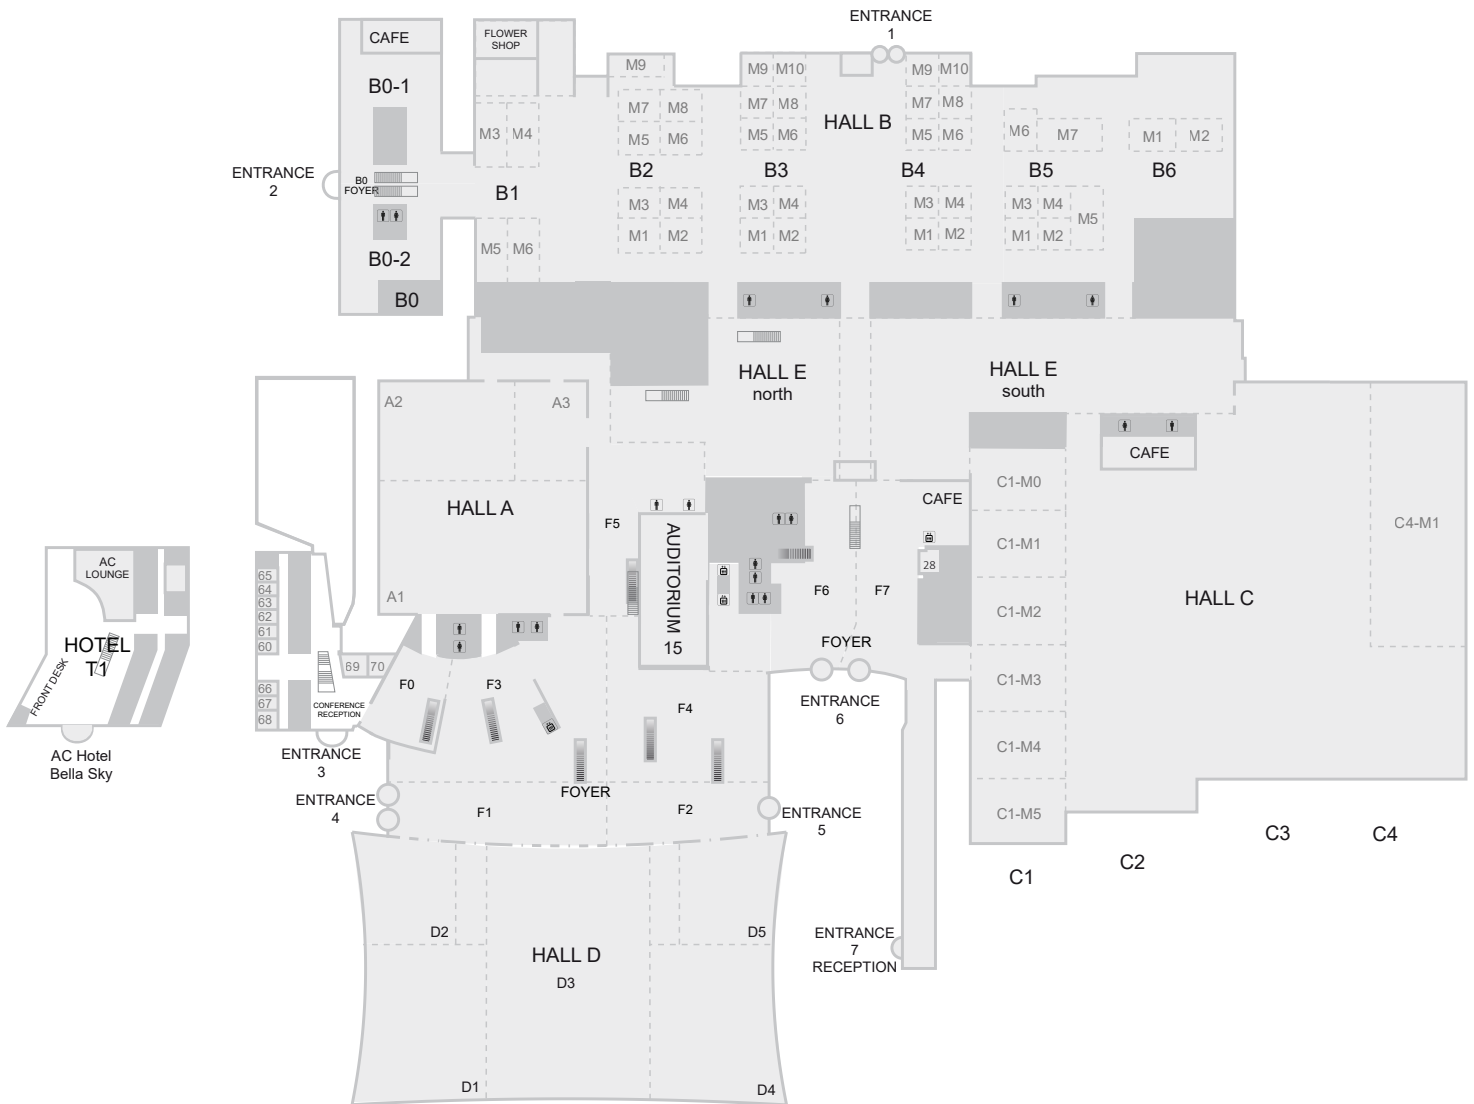 ENTRANCE
1
CAFE
FLOWER
SHOP
B0-1
M9
M9 M10
M9 M10
M7 M8
M7 M8
M7 M8
HALL B
M3 M4
M5 M6
M5 M6
M5 M6
M6 M7
M1 M2
ENTRANCE
2
B0
FOYER
B1
B2
B3
B4
B5
B6
M3 M4
M3 M4
M3 M4
M3 M4
M5
M1 M2
M1 M2
M1 M2
M1 M2
M5 M6
B0-2
B0
HALL E
north
HALL E
south
A2
A3
HALL A
A1
CAFE
CAFE
C1-M0
C1-M1
C1-M2
C1-M3
C1-M4
C1-M5
C4-M1
HALL C
F5
AUDITORIUM
15
F6
F7
28
FOYER
ENTRANCE
6
AC
LOUNGE
HOTEL
T1
FRONT DESK
AC Hotel
Bella Sky
65
64
63
62
61
60
66
67
68
69 70
CONFERENCE
RECEPTION
ENTRANCE
3
F0
F3
F4
ENTRANCE
4
FOYER
F1
F2
ENTRANCE
5
C1
C2
C3
C4
D2
D5
HALL D
D3
D1
D4
ENTRANCE
7
RECEPTION